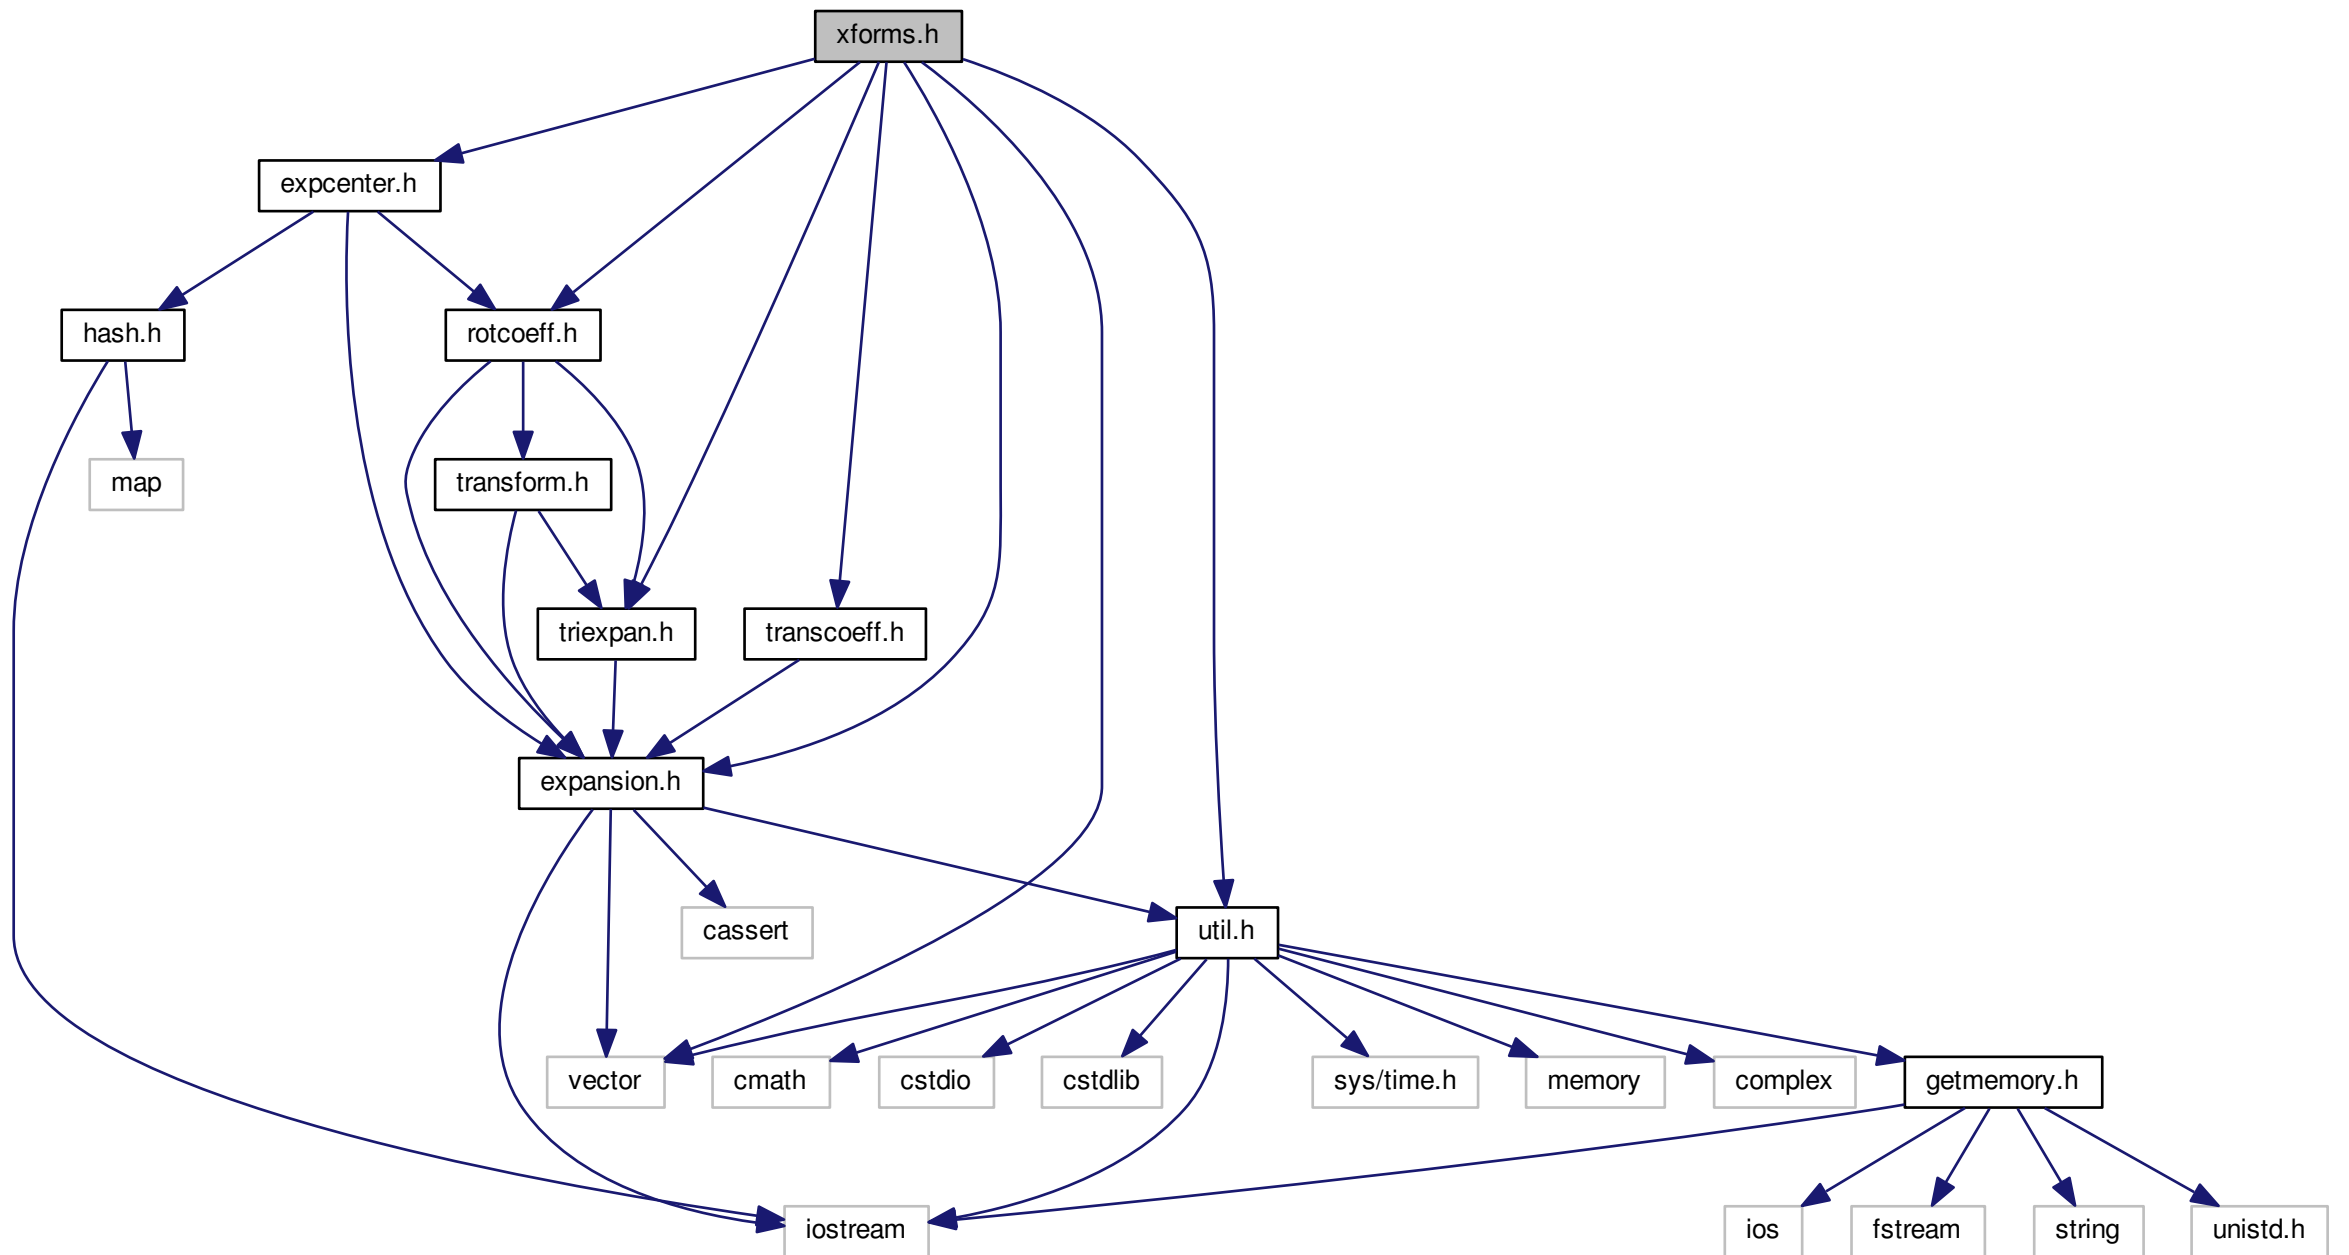 xforms.h
expcenter.h
hash.h
rotcoeff.h
map
transform.h
triexpan.h
transcoeff.h
expansion.h
cassert
util.h
vector
cmath
cstdio
cstdlib
sys/time.h
memory
complex
getmemory.h
iostream
ios
fstream
string
unistd.h